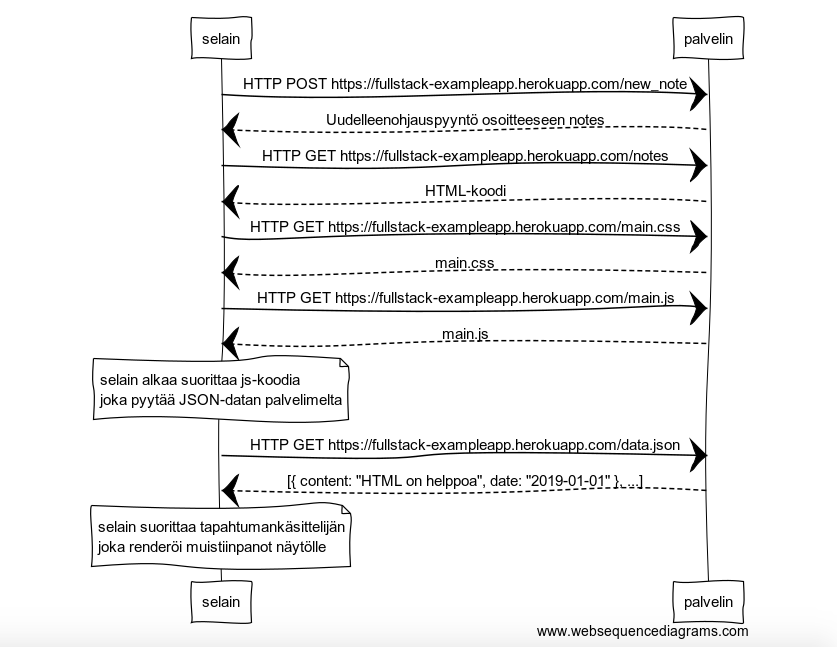 selain
palvelin
HTTP POST https://fullstack-exampleapp.herokuapp.com/new_note
Uudelleenohjauspyyntö osoitteeseen notes
HTTP GET https://fullstack-exampleapp.herokuapp.com/notes
HTML-koodi
HTTP GET https://fullstack-exampleapp.herokuapp.com/main.css
main.css
HTTP GET https://fullstack-exampleapp.herokuapp.com/main.js
main.js
selain alkaa suorittaa js-koodia
joka pyytää JSON-datan palvelimelta
HTTP GET https://fullstack-exampleapp.herokuapp.com/data.json
[{ content: "HTML on helppoa", date: "2019-01-01" }, ...]
selain suorittaa tapahtumankäsittelijän
joka renderöi muistiinpanot näytölle
selain
palvelin
www.websequencediagrams.com